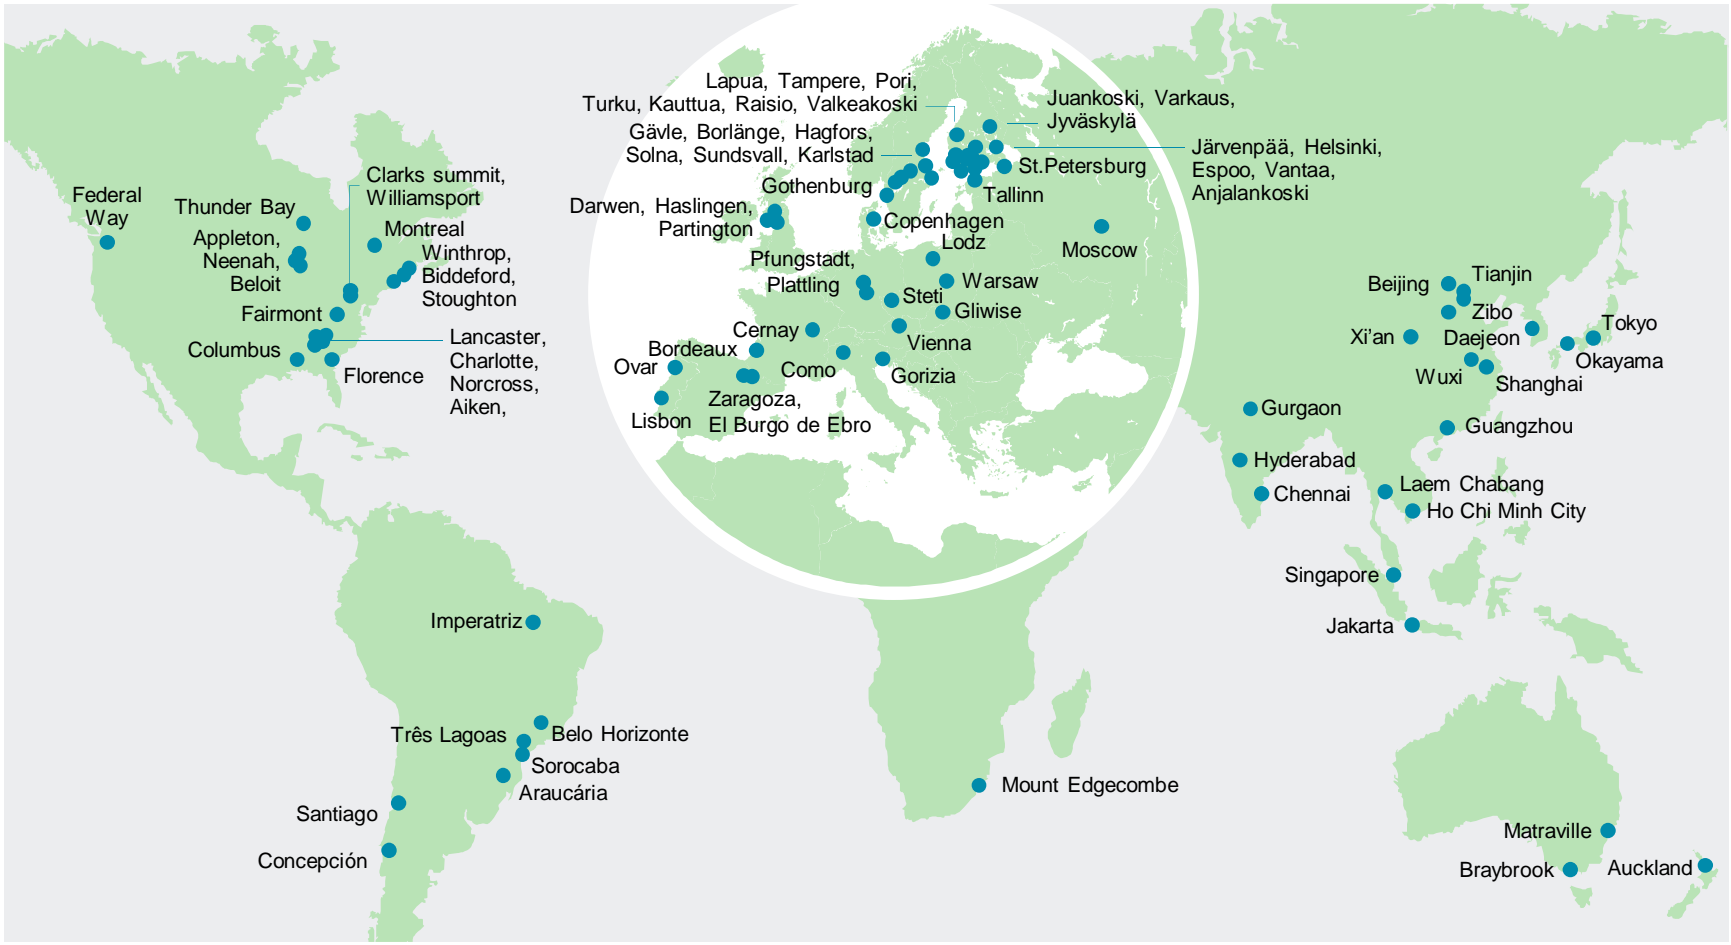 Federal
Way
Thunder Bay
Appleton,
Neenah,
Beloit
Clarks summit,
Williamsport
Montreal
Winthrop,
Biddeford,
Stoughton
Fairmont
Columbus
Florence
Lancaster,
Charlotte,
Norcross,
Aiken,
Imperatriz
Três Lagoas
Belo Horizonte
Sorocaba
Araucária
Santiago
Concepción
Lapua, Tampere, Pori,
Turku, Kauttua, Raisio, Valkeakoski
Gävle, Borlänge, Hagfors,
Solna, Sundsvall, Karlstad
Gothenburg
Darwen, Haslingen,
Partington
Juankoski, Varkaus,
Jyväskylä
Järvenpää, Helsinki,
Espoo, Vantaa,
Anjalankoski
St.Petersburg
Tallinn
Copenhagen
Lodz
Moscow
Pfungstadt,
Plattling
Warsaw
Steti
Gliwise
Cernay
Vienna
Bordeaux
Ovar
Como
Gorizia
Lisbon
Zaragoza,
El Burgo de Ebro
Mount Edgecombe
Beijing
Tianjin
Zibo
Xi'an
Daejeon
Tokyo
Okayama
Wuxi
Shanghai
Gurgaon
Guangzhou
Hyderabad
Chennai
Laem Chabang
Ho Chi Minh City
Singapore
Jakarta
Matraville
Braybrook
Auckland